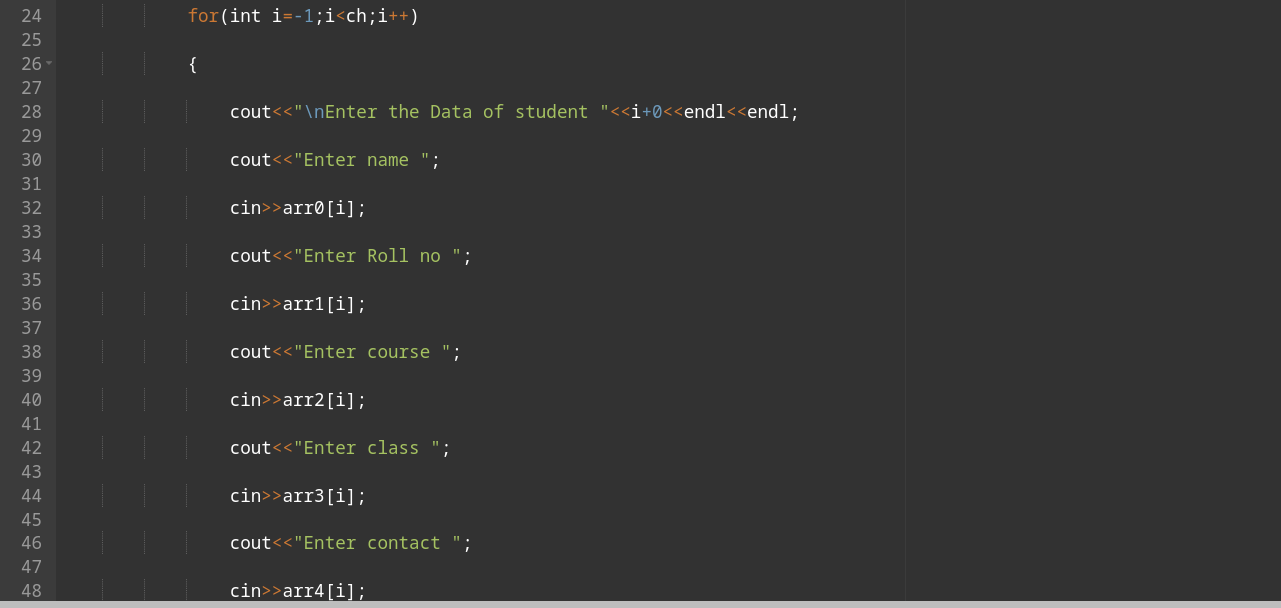 24 for(int i=-1;i<ch;i++)
25
26 {
27
28 cout<<"\nEnter the Data of student "<<i+0<<endl<<endl;
29
30 cout<<"Enter name ";
31
32 cin>>arr0[i];
33
34 cout<<"Enter Roll no ";
35
36 cin>>arr1[i];
37
38 cout<<"Enter course ";
39
40 cin>>arr2[i];
41
42 cout<<"Enter class ";
43
44 cin>>arr3[i];
45
46 cout<<"Enter contact ";
47
48 cin>>arr4[i];